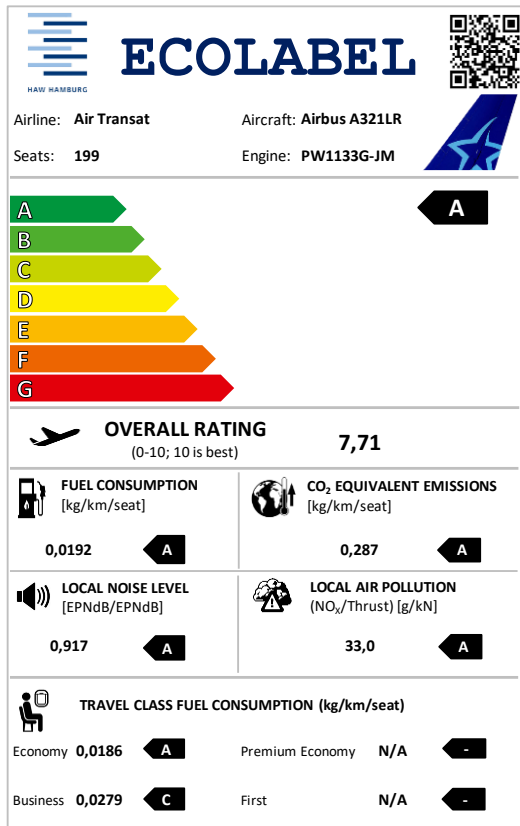 ECOLABEL
HAW HAMBURG
Airline: Air Transat Aircraft: Airbus A321LR
Seats: 199 Engine: PW1133G-JM
A A
B
C
D
E
F
G
OVERALL RATING
(0-10; 10 is best) 7,71
FUEL CONSUMPTION
[kg/km/seat]
0,0192 A
CO₂ EQUIVALENT EMISSIONS
[kg/km/seat]
0,287 A
LOCAL NOISE LEVEL
[EPNdB/EPNdB]
0,917 A
LOCAL AIR POLLUTION
(NOₓ/Thrust) [g/kN]
33,0 A
TRAVEL CLASS FUEL CONSUMPTION (kg/km/seat)
Economy 0,0186 A Premium Economy N/A -
Business 0,0279 C First N/A -